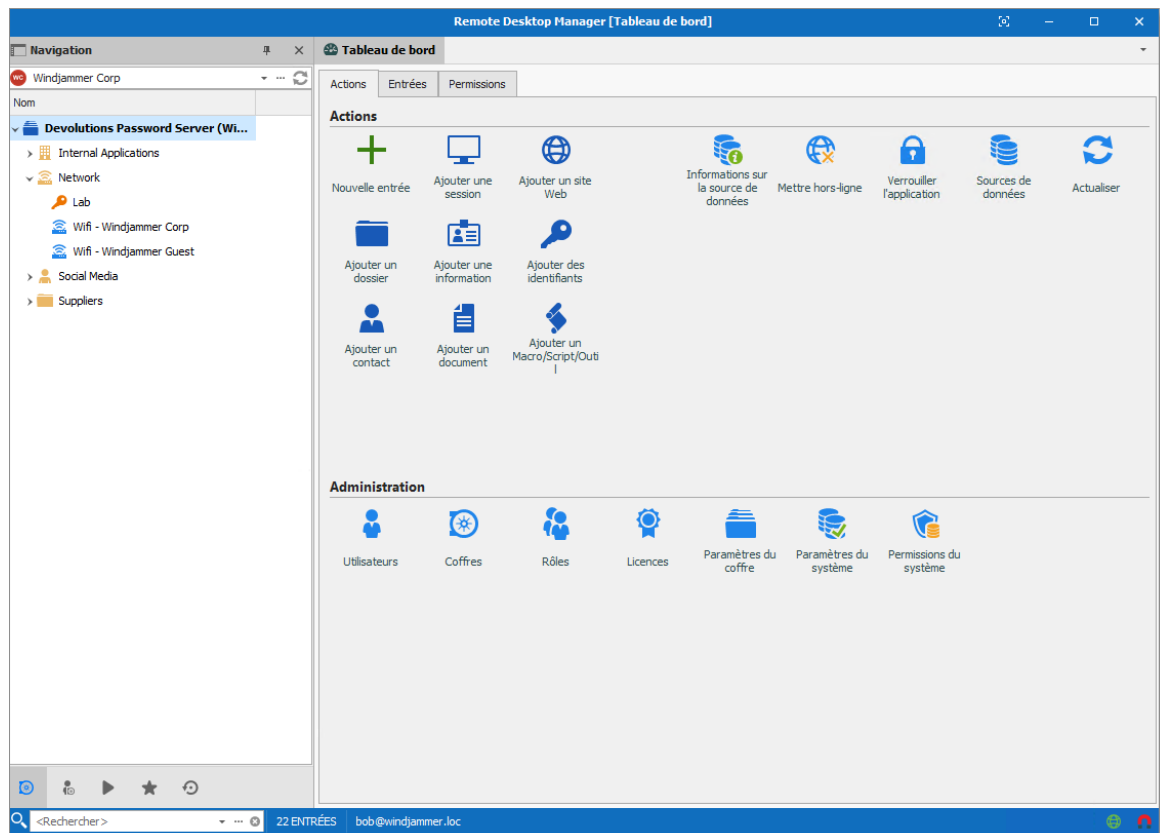 Remote Desktop Manager [Tableau de bord]
Navigation
Tableau de bord
WC Windjammer Corp
Nom
Devolutions Password Server (Wi...
Internal Applications
Network
Lab
Wifi - Windjammer Corp
Wifi - Windjammer Guest
Social Media
Suppliers
Actions Entrées Permissions
Actions
Nouvelle entrée
Ajouter une
session
Ajouter un site
Web
Informations sur
la source de
données
Mettre hors-ligne
Verrouiller
l'application
Sources de
données
Actualiser
Ajouter un
dossier
Ajouter une
information
Ajouter des
identifiants
Ajouter un
contact
Ajouter un
document
Ajouter un
Macro/Script/Outi
l
Administration
Utilisateurs
Coffres
Rôles
Licences
Paramètres du
coffre
Paramètres du
système
Permissions du
système
<Rechercher> 22 ENTRÉES bob@windjammer.loc